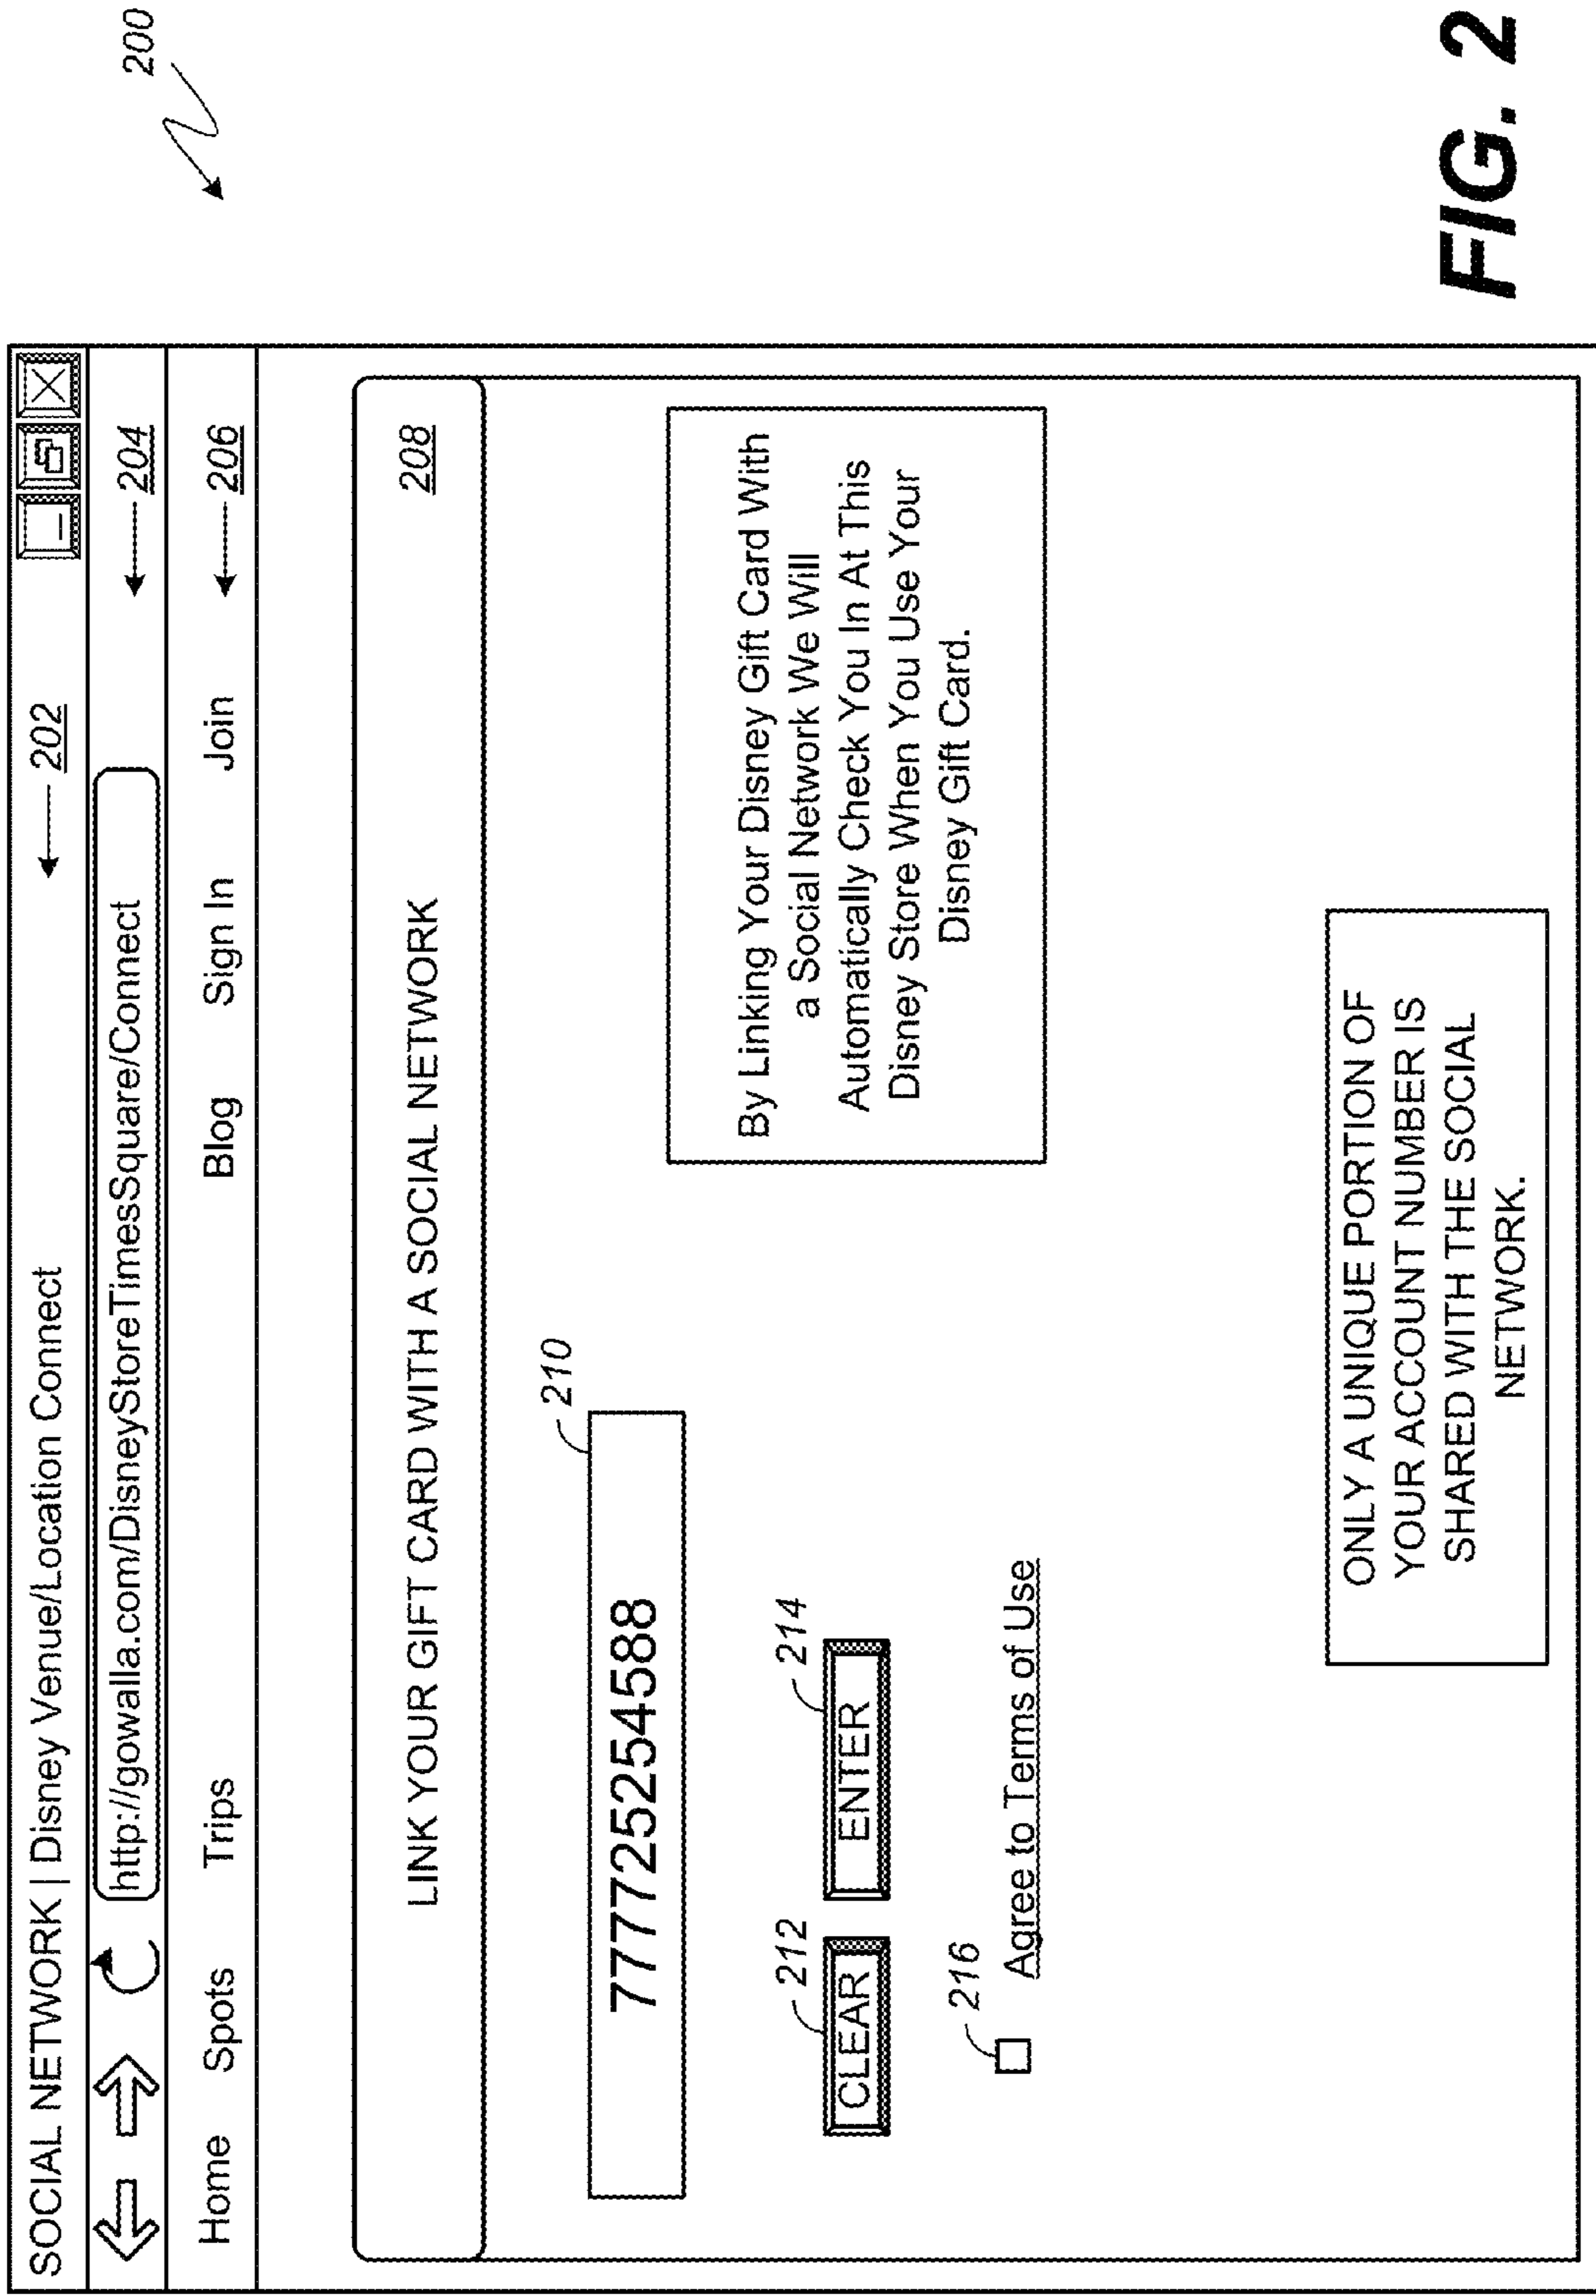 SOCIAL NETWORK | Disney Venue/Location Connect
202
http://gowalla.com/DisneyStoreTimesSquare/Connect
204
Home Spots Trips Blog Sign In Join
206
200
LINK YOUR GIFT CARD WITH A SOCIAL NETWORK
208
210
77772525254588
By Linking Your Disney Gift Card With
a Social Network We Will
Automatically Check You In At This
Disney Store When You Use Your
Disney Gift Card.
212
214
CLEAR
ENTER
216
Agree to Terms of Use
ONLY A UNIQUE PORTION OF
YOUR ACCOUNT NUMBER IS
SHARED WITH THE SOCIAL
NETWORK.
FIG. 2